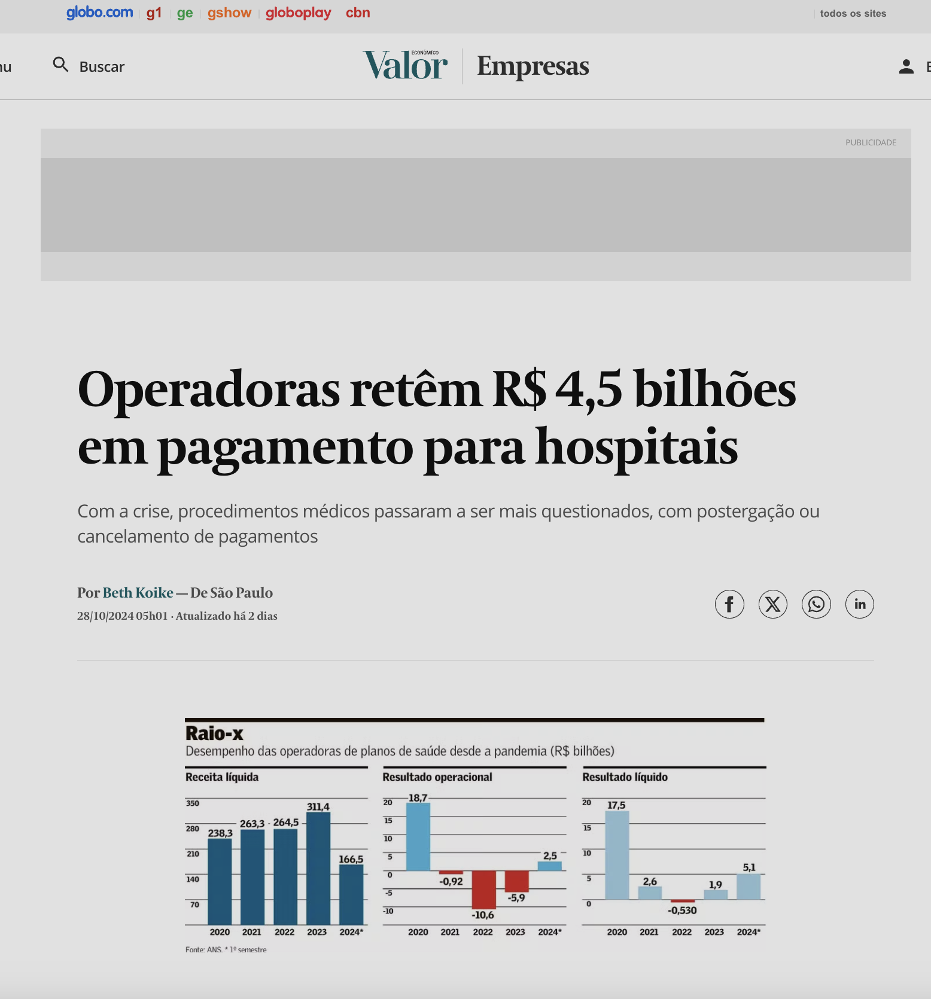 globo.com g1 ge gshow globoplay cbn todos os sites
nu Buscar Valor ECONÔMICO Empresas E
PUBLICIDADE
Operadoras retêm R$ 4,5 bilhões
em pagamento para hospitais
Com a crise, procedimentos médicos passaram a ser mais questionados, com postergação ou
cancelamento de pagamentos
Por Beth Koike — De São Paulo
28/10/2024 05h01 · Atualizado há 2 dias
Raio-x
Desempenho das operadoras de planos de saúde desde a pandemia (R$ bilhões)
Receita líquida
350
280
210
140
70
238,3
263,3
264,5
311,4
166,5
2020 2021 2022 2023 2024*
Resultado operacional
20
15
10
5
0
-5
-10
18,7
-0,92
-10,6
-5,9
2,5
2020 2021 2022 2023 2024*
Resultado líquido
20
15
10
5
0
17,5
2,6
-0,530
1,9
5,1
2020 2021 2022 2023 2024*
Fonte: ANS. * 1º semestre